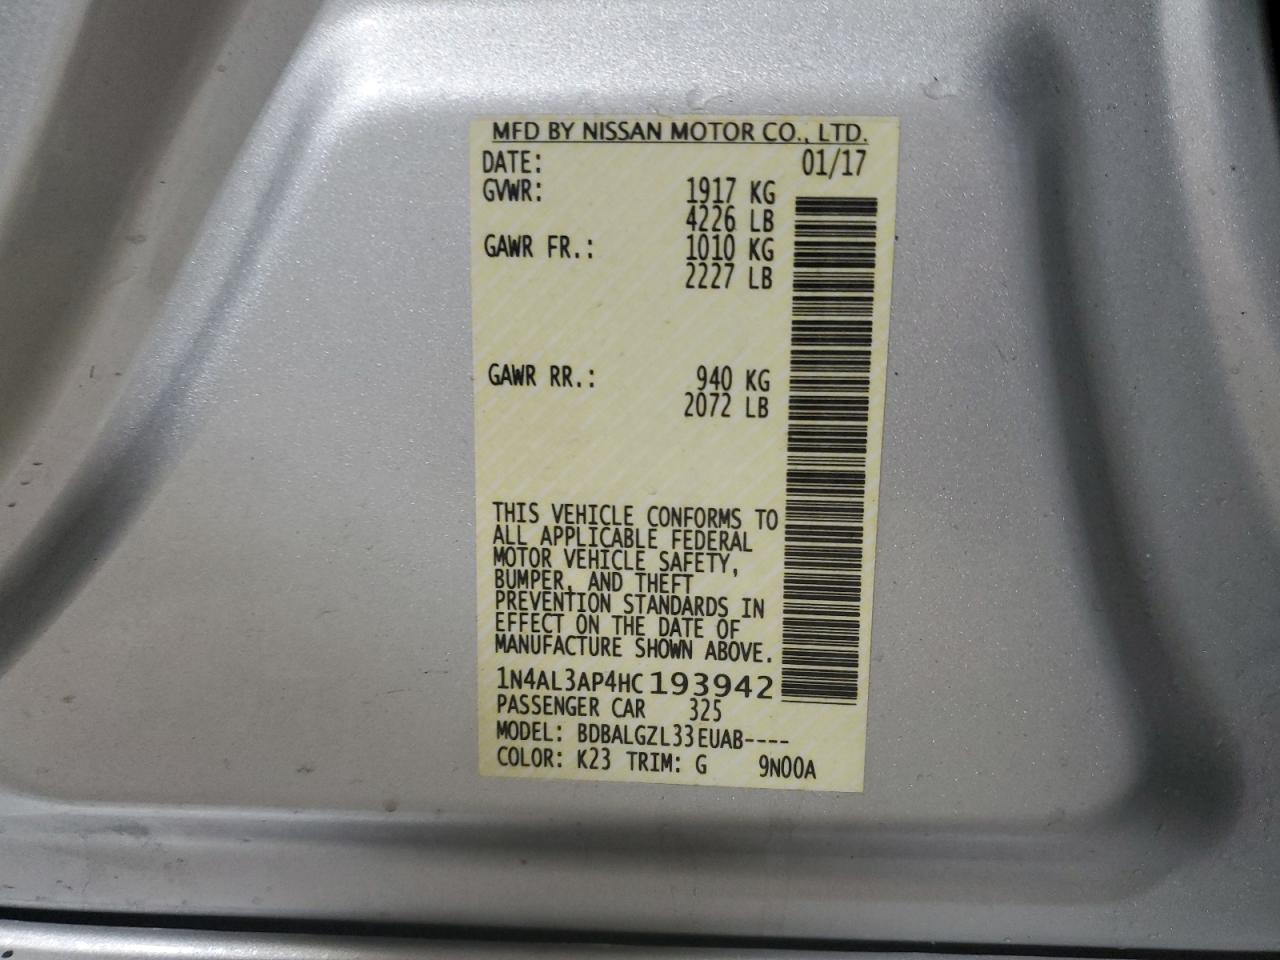 MFD BY NISSAN MOTOR CO., LTD.
DATE: 01/17
GVWR: 1917 KG
4226 LB
GAWR FR.: 1010 KG
2227 LB
GAWR RR.: 940 KG
2072 LB
THIS VEHICLE CONFORMS TO
ALL APPLICABLE FEDERAL
MOTOR VEHICLE SAFETY,
BUMPER, AND THEFT
PREVENTION STANDARDS IN
EFFECT ON THE DATE OF
MANUFACTURE SHOWN ABOVE.
1N4AL3AP4HC193942
PASSENGER CAR 325
MODEL: BDBALGZL33EUAB----
COLOR: K23 TRIM: G 9N00A